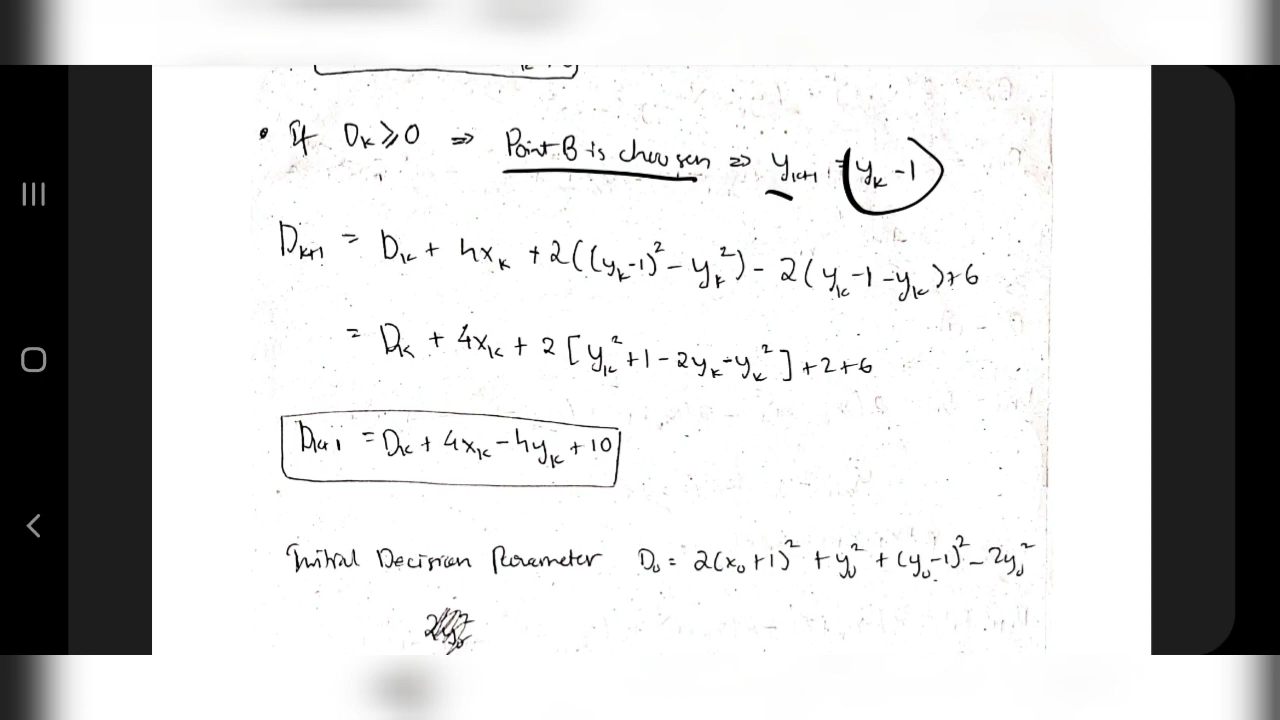 • If Dₖ ⩾ 0 ⇒ Point B is choosen ⇒ yₖ₊₁ = yₖ - 1
Dₖ₊₁ = Dₖ + 4xₖ + 2((yₖ-1)² - yₖ²) - 2(yₖ-1-yₖ)+6
= Dₖ + 4xₖ + 2[yₖ²+1-2yₖ-yₖ²]+2+6
Dₖ₊₁ = Dₖ + 4xₖ - 4yₖ + 10
Initial Decision Parameter D₀ = 2(x₀+1)² + y₀² + (y₀-1)² - 2y₀²